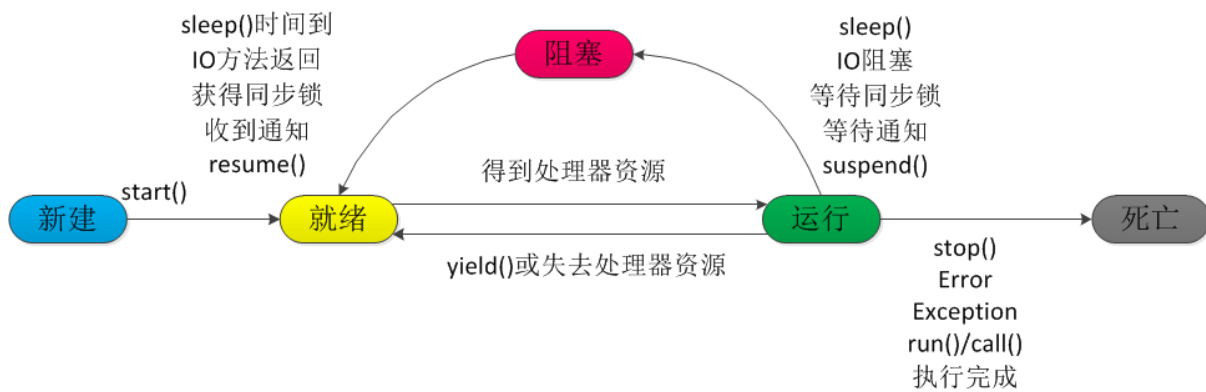 sleep()时间到
IO方法返回
获得同步锁
收到通知
resume()
阻塞
sleep()
IO阻塞
等待同步锁
等待通知
suspend()
新建
start()
就绪
得到处理器资源
yield()或失去处理器资源
运行
死亡
stop()
Error
Exception
run()/call()
执行完成